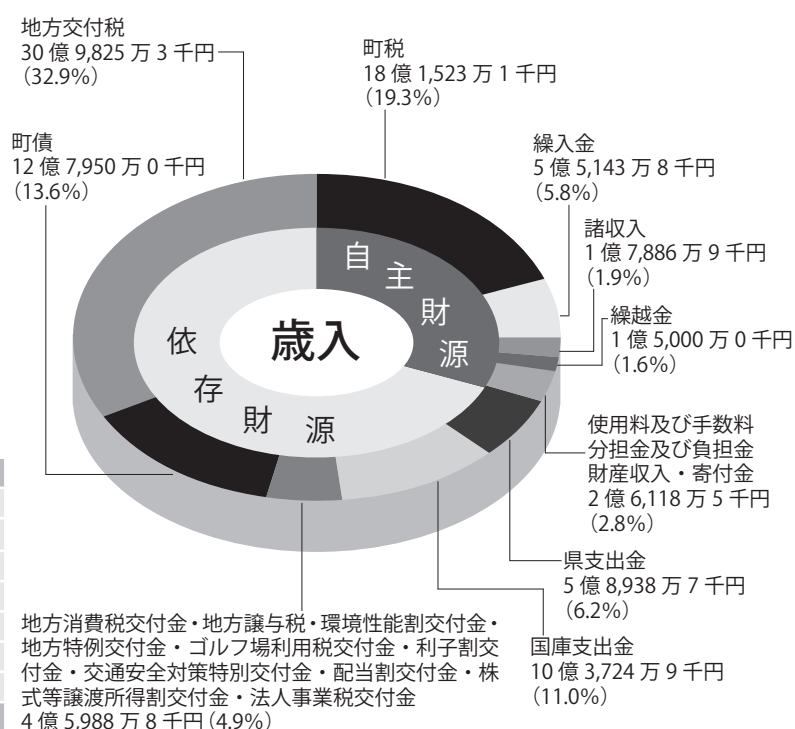 地方交付税
30 億 9,825 万 3 千円
(32.9%)
町税
18 億 1,523 万 1 千円
(19.3%)
町債
12 億 7,950 万 0 千円
(13.6%)
繰入金
5 億 5,143 万 8 千円
(5.8%)
諸収入
1 億 7,886 万 9 千円
(1.9%)
繰越金
1 億 5,000 万 0 千円
(1.6%)
自主財源
歳入
依存財源
使用料及び手数料
分担金及び負担金
財産収入・寄付金
2 億 6,118 万 5 千円
(2.8%)
県支出金
5 億 8,938 万 7 千円
(6.2%)
国庫支出金
10 億 3,724 万 9 千円
(11.0%)
地方消費税交付金・地方譲与税・環境性能割交付金・
地方特例交付金・ゴルフ場利用税交付金・利子割交
付金・交通安全対策特別交付金・配当割交付金・株
式等譲渡所得割交付金・法人事業税交付金
4 億 5,988 万 8 千円 (4.9%)